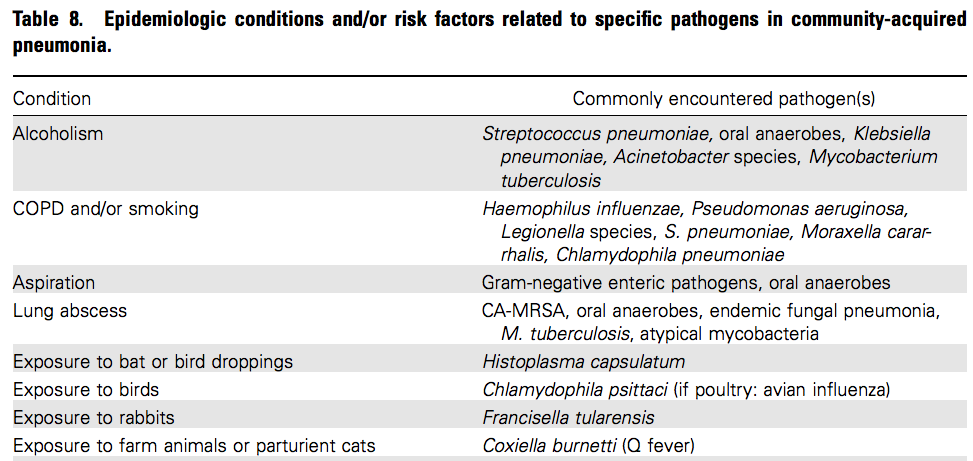 Table 8. Epidemiologic conditions and/or risk factors related to specific pathogens in community-acquired
pneumonia.
Condition Commonly encountered pathogen(s)
Alcoholism Streptococcus pneumoniae, oral anaerobes, Klebsiella
pneumoniae, Acinetobacter species, Mycobacterium
tuberculosis
COPD and/or smoking Haemophilus influenzae, Pseudomonas aeruginosa,
Legionella species, S. pneumoniae, Moraxella carar-
rhalis, Chlamydophila pneumoniae
Aspiration Gram-negative enteric pathogens, oral anaerobes
Lung abscess CA-MRSA, oral anaerobes, endemic fungal pneumonia,
M. tuberculosis, atypical mycobacteria
Exposure to bat or bird droppings Histoplasma capsulatum
Exposure to birds Chlamydophila psittaci (if poultry: avian influenza)
Exposure to rabbits Francisella tularensis
Exposure to farm animals or parturient cats Coxiella burnetti (Q fever)